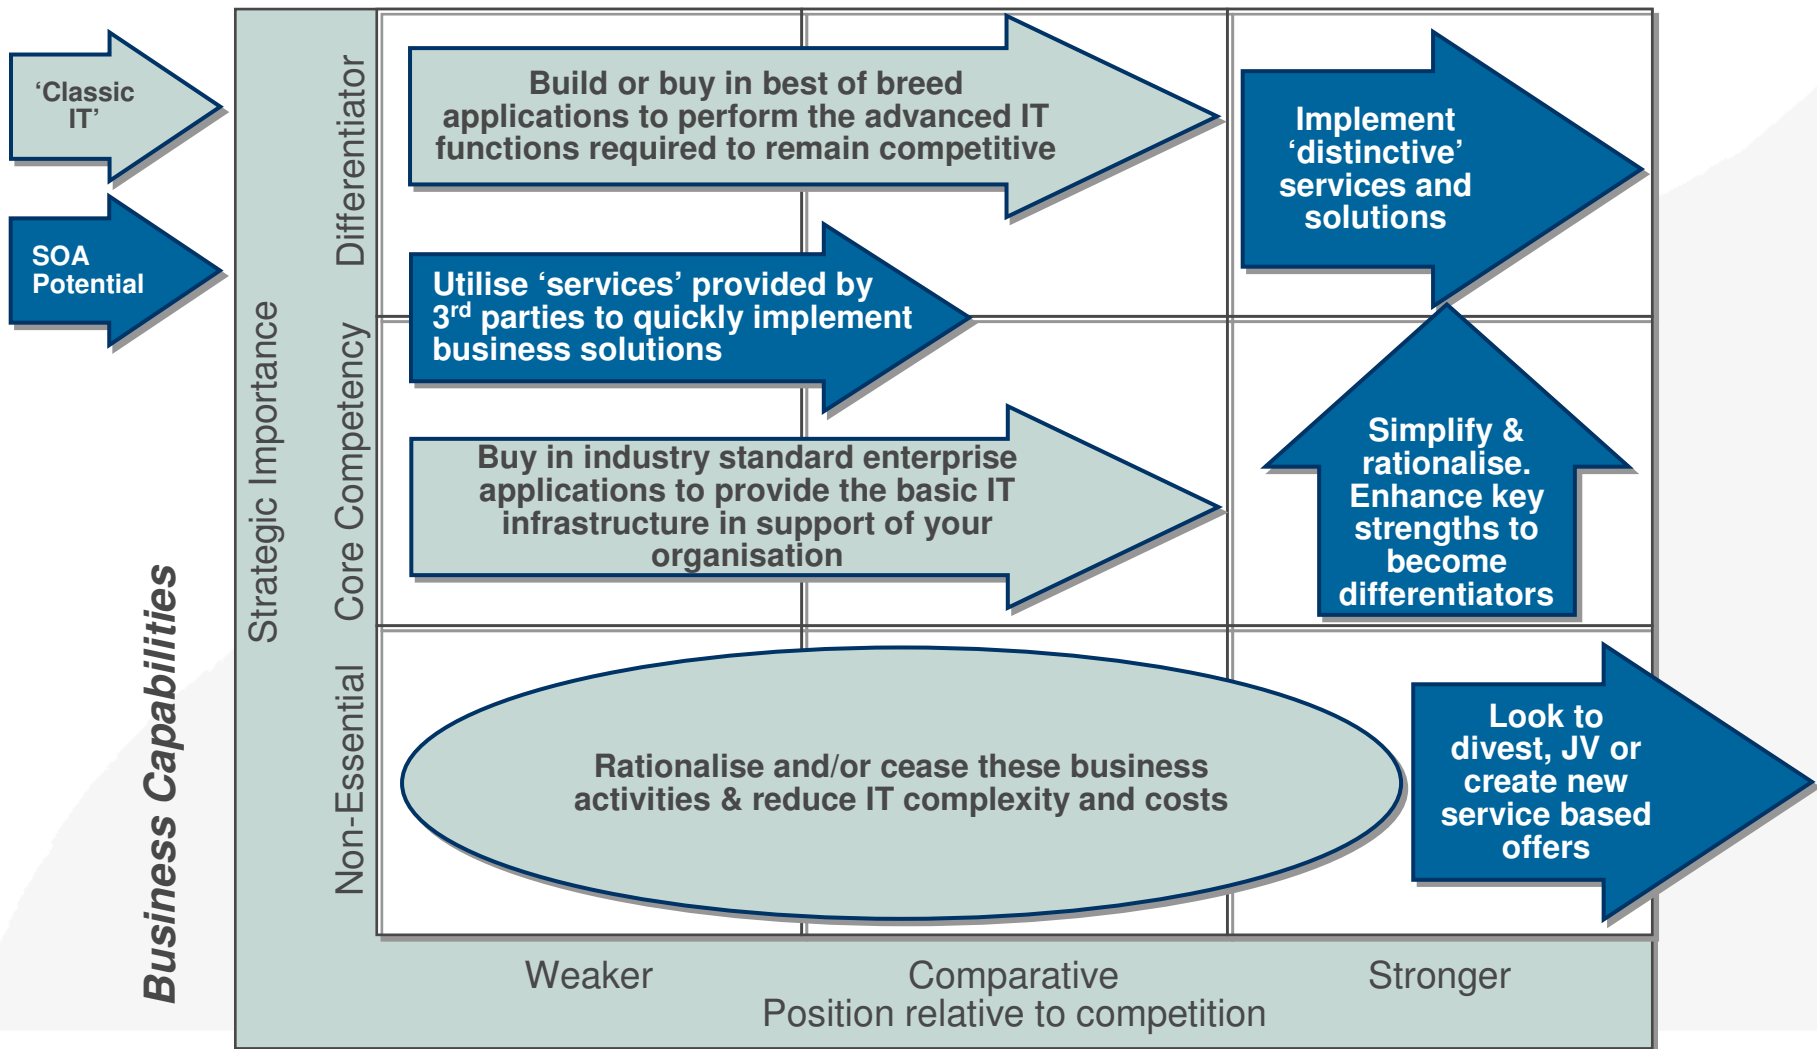 ‘Classic
IT’
SOA
Potential
Business Capabilities
Strategic Importance
Differentiator
Core Competency
Non-Essential
Build or buy in best of breed
applications to perform the advanced IT
functions required to remain competitive
Implement
‘distinctive’
services and
solutions
Utilise ‘services’ provided by
3rd parties to quickly implement
business solutions
Buy in industry standard enterprise
applications to provide the basic IT
infrastructure in support of your
organisation
Simplify &
rationalise.
Enhance key
strengths to
become
differentiators
Rationalise and/or cease these business
activities & reduce IT complexity and costs
Look to
divest, JV or
create new
service based
offers
Weaker
Comparative
Stronger
Position relative to competition